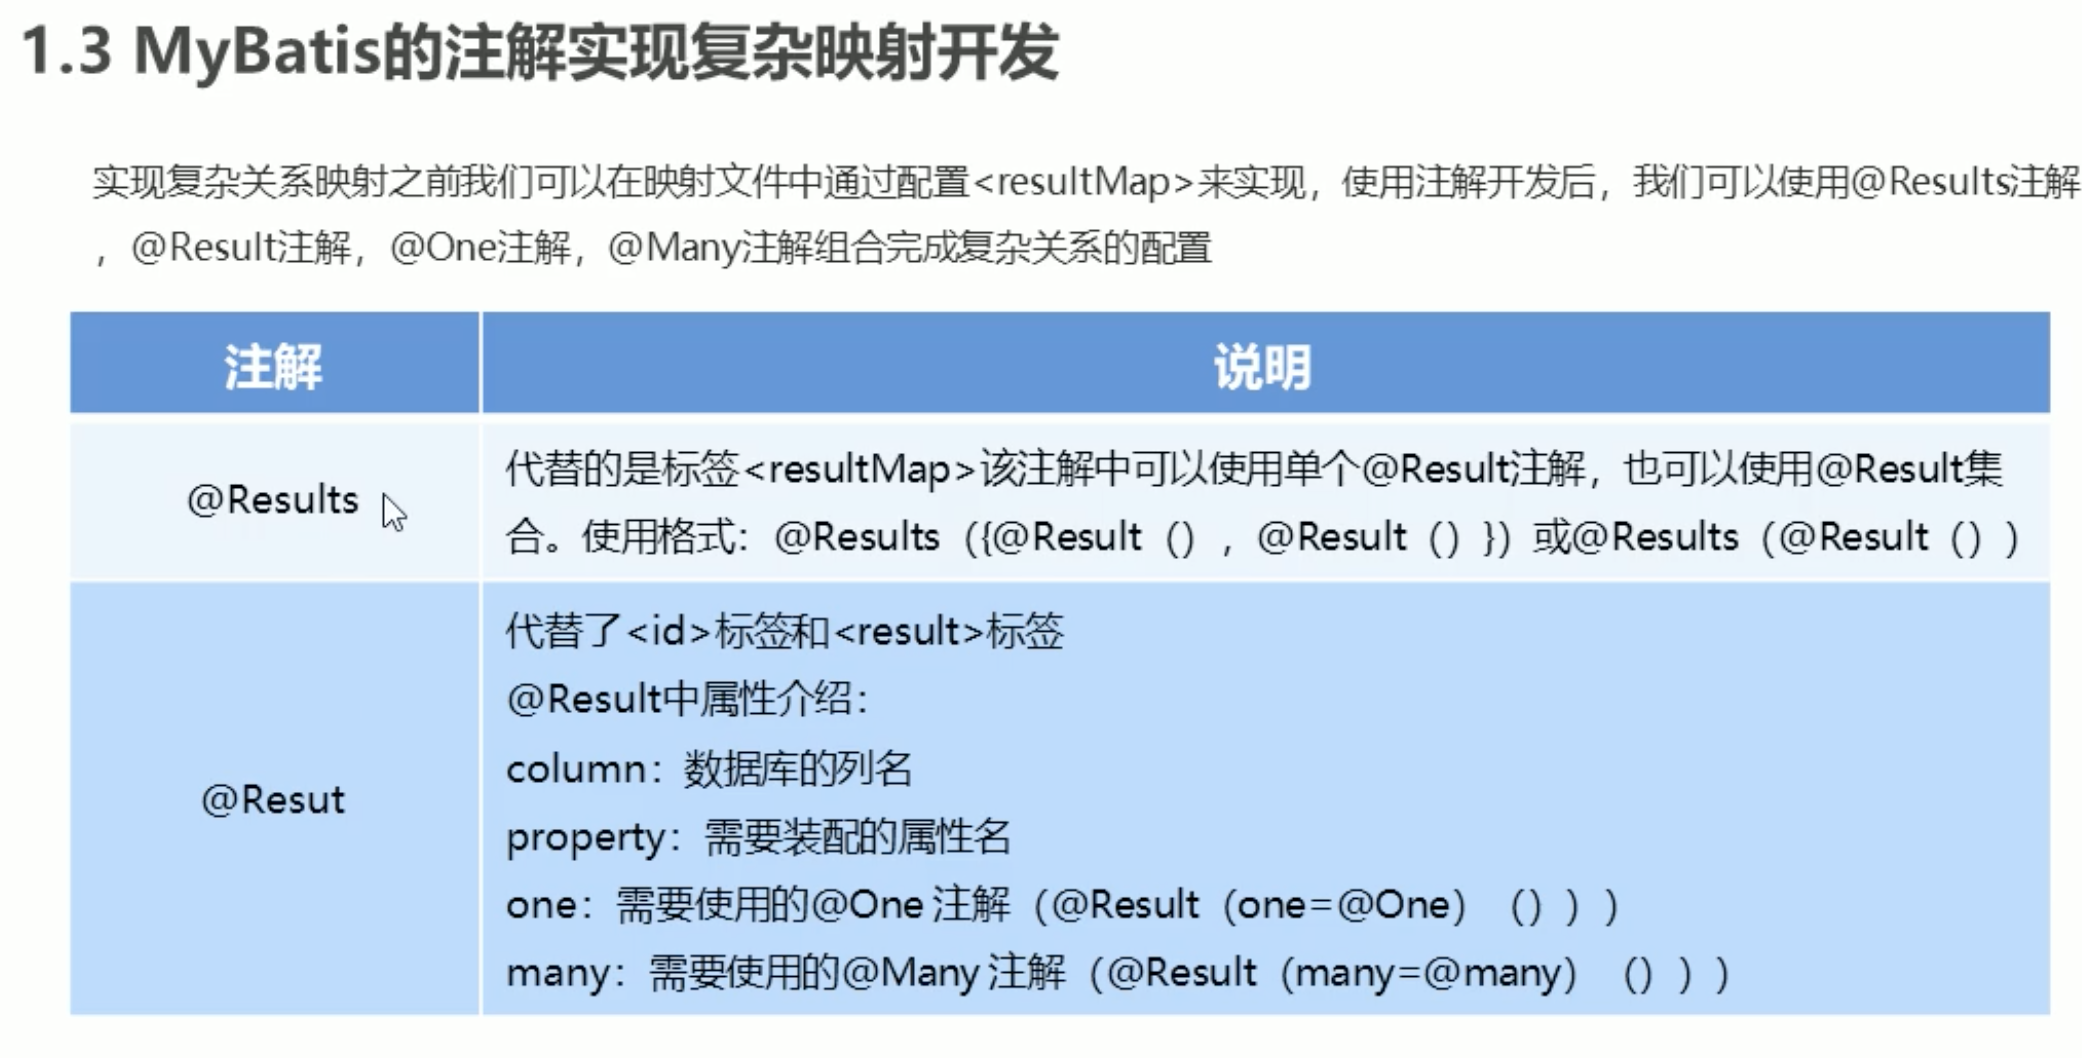 1.3 MyBatis的注解实现复杂映射开发
实现复杂关系映射之前我们可以在映射文件中通过配置<resultMap>来实现，使用注解开发后，我们可以使用@Results注解
，@Result注解，@One注解，@Many注解组合完成复杂关系的配置
注解
说明
@Results
代替的是标签<resultMap>该注解中可以使用单个@Result注解，也可以使用@Result集
合。使用格式：@Results（{@Result（），@Result（）}）或@Results（@Result（））
@Resut
代替了<id>标签和<result>标签
@Result中属性介绍：
column：数据库的列名
property：需要装配的属性名
one：需要使用的@One 注解（@Result（one=@One）（）））
many：需要使用的@Many 注解（@Result（many=@many）（）））